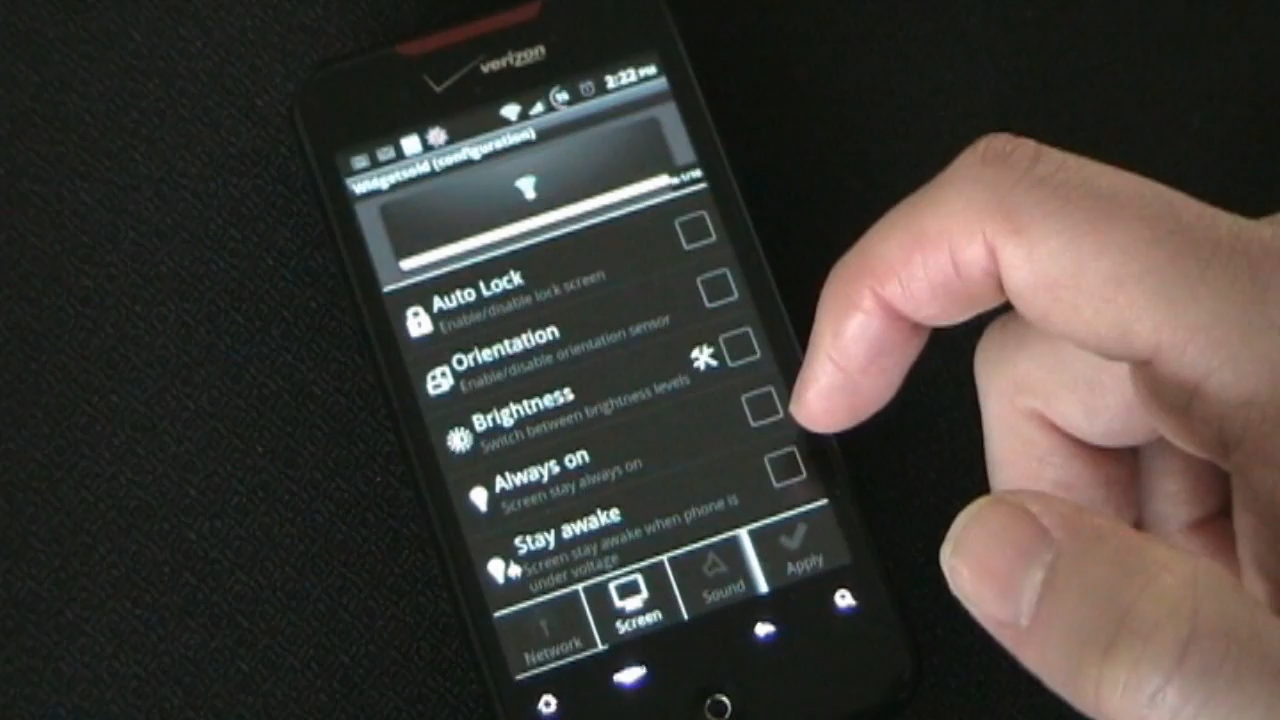 verizon
2:22 PM
Widgetsoid (configuration)
Auto Lock
Enable/disable lock screen
Orientation
Enable/disable orientation sensor
Brightness
Switch between brightness levels
Always on
Screen stay always on
Stay awake
Screen stay awake when phone is
under voltage
Network
Screen
Sound
Apply